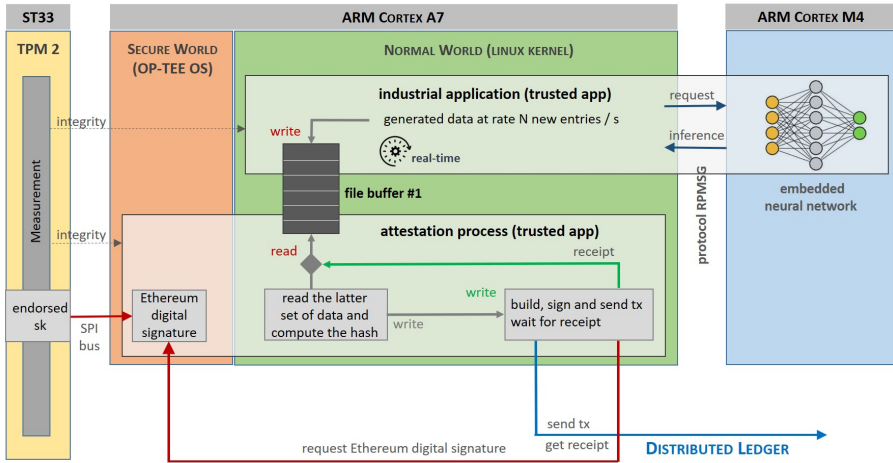 ST33
ARM CORTEX A7
ARM CORTEX M4
TPM 2
SECURE WORLD
(OP-TEE OS)
NORMAL WORLD (LINUX KERNEL)
industrial application (trusted app)
request
generated data at rate N new entries / s
integrity
write
inference
real-time
Measurement
file buffer #1
protocol RPMSG
embedded
neural network
attestation process (trusted app)
integrity
read
receipt
endorsed
sk
Ethereum
digital
signature
read the latter
set of data and
compute the hash
write
write
build, sign and send tx
wait for receipt
SPI
bus
send tx
request Ethereum digital signature
get receipt
DISTRIBUTED LEDGER